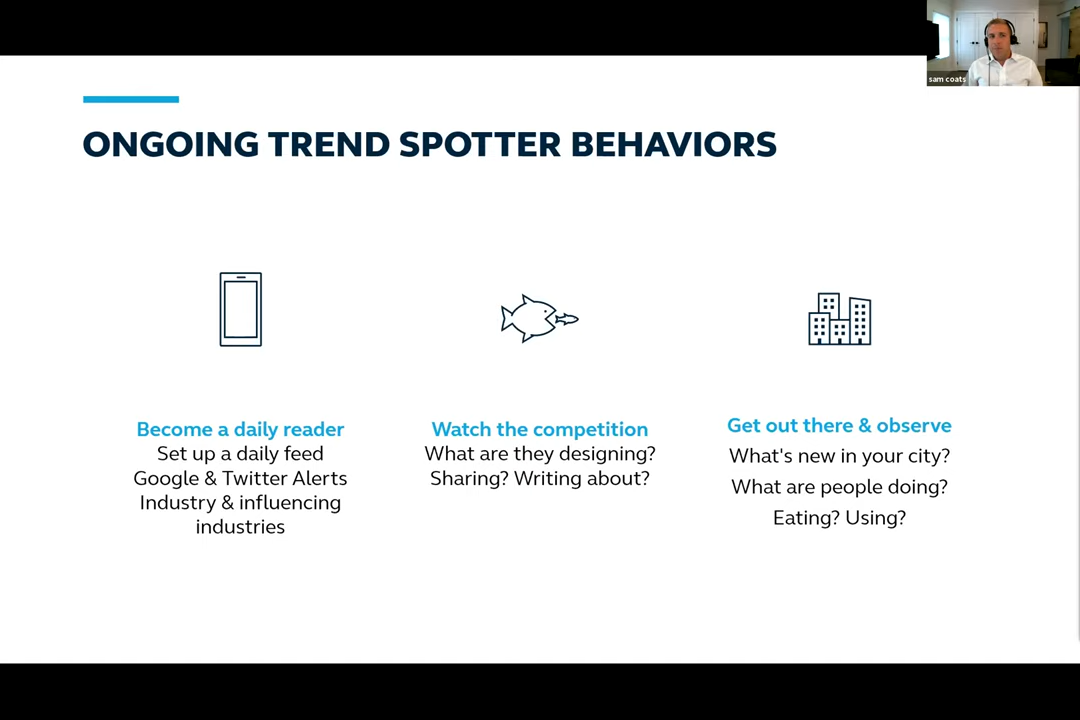 sam coats
ONGOING TREND SPOTTER BEHAVIORS
Become a daily reader
Set up a daily feed
Google & Twitter Alerts
Industry & influencing
industries
Watch the competition
What are they designing?
Sharing? Writing about?
Get out there & observe
What's new in your city?
What are people doing?
Eating? Using?